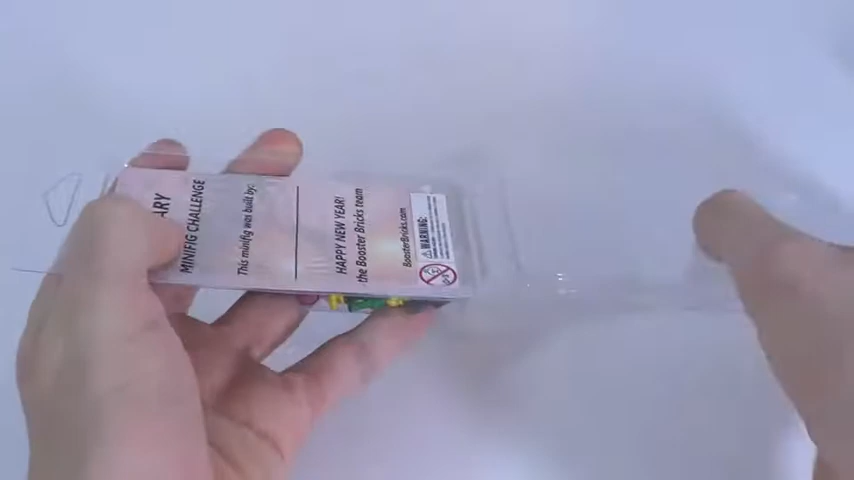 ARY
MINIFIG CHALLENGE
This minifig was built by:
HAPPY NEW YEAR!
the Booster Bricks team
BoosterBricks.com
WARNING: